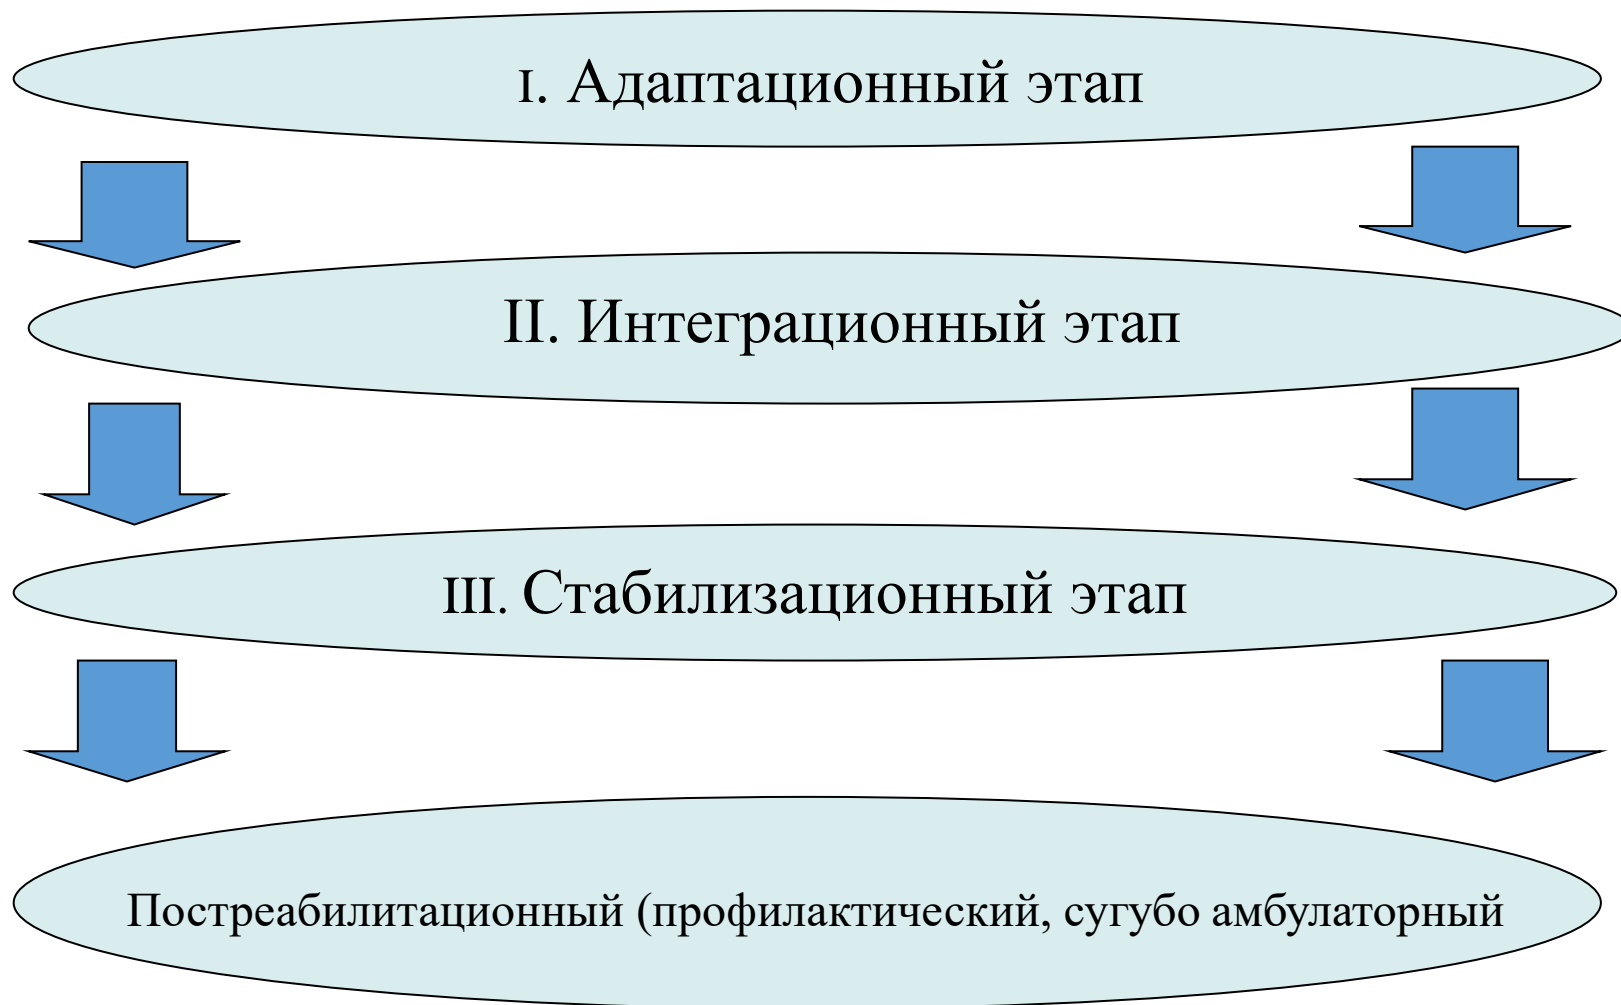 I. Адаптационный этап
II. Интеграционный этап
III. Стабилизационный этап
Постреабилитационный (профилактический, сугубо амбулаторный